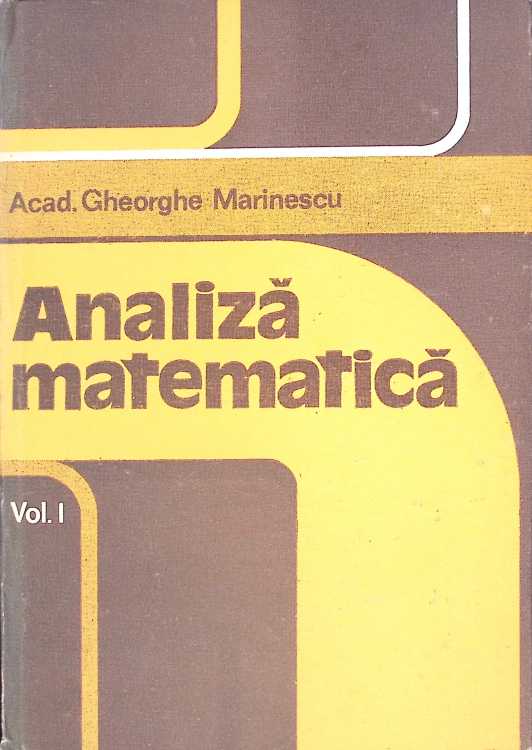 Acad. Gheorghe Marinescu
Analiză
matematică
Vol. I